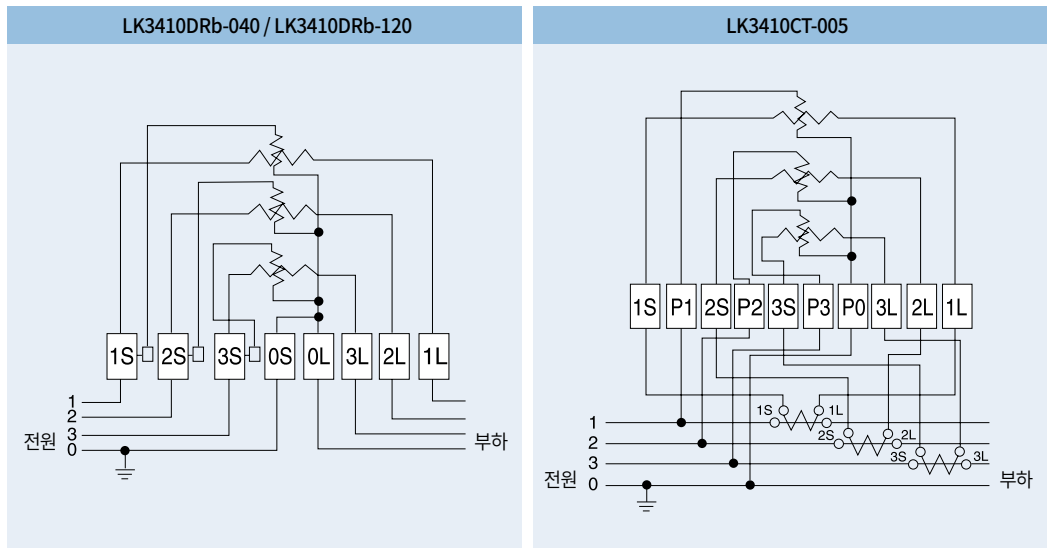 LK3410DRb-040 / LK3410DRb-120
1S 2S 3S 0S 0L 3L 2L 1L
1
2
3
0
전원
부하
LK3410CT-005
1S P1 2S P2 3S P3 P0 3L 2L 1L
1S 1L
2S 2L
3S 3L
1
2
3
0
전원
부하